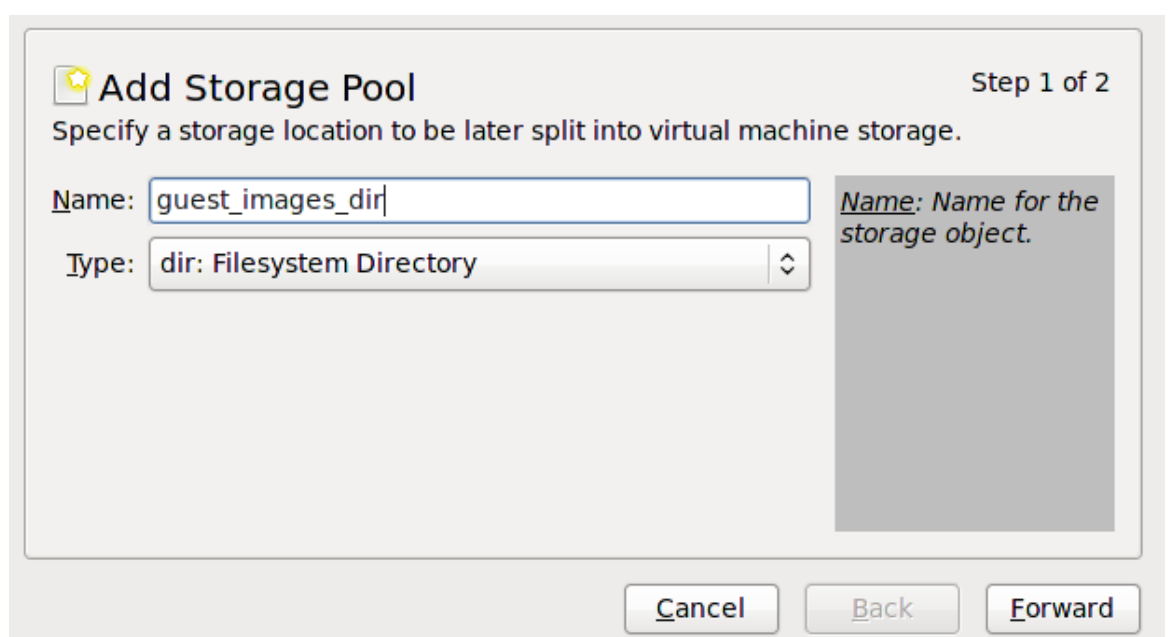 Add Storage Pool
Step 1 of 2
Specify a storage location to be later split into virtual machine storage.
Name: guest_images_dir
Type: dir: Filesystem Directory
Name: Name for the
storage object.
Cancel
Back
Forward